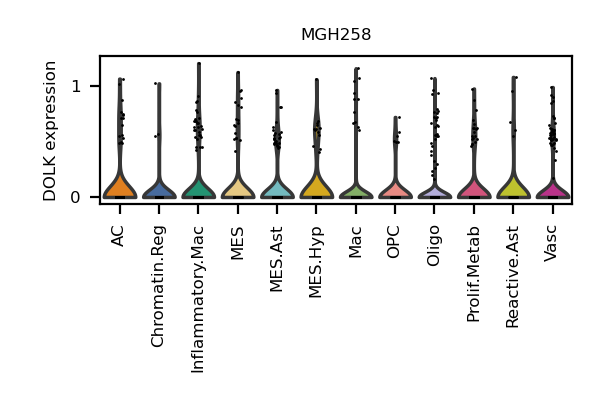 MGH258
DOLK expression
1
0
AC
Chromatin.Reg
Inflammatory.Mac
MES
MES.Ast
MES.Hyp
Mac
OPC
Oligo
Prolif.Metab
Reactive.Ast
Vasc